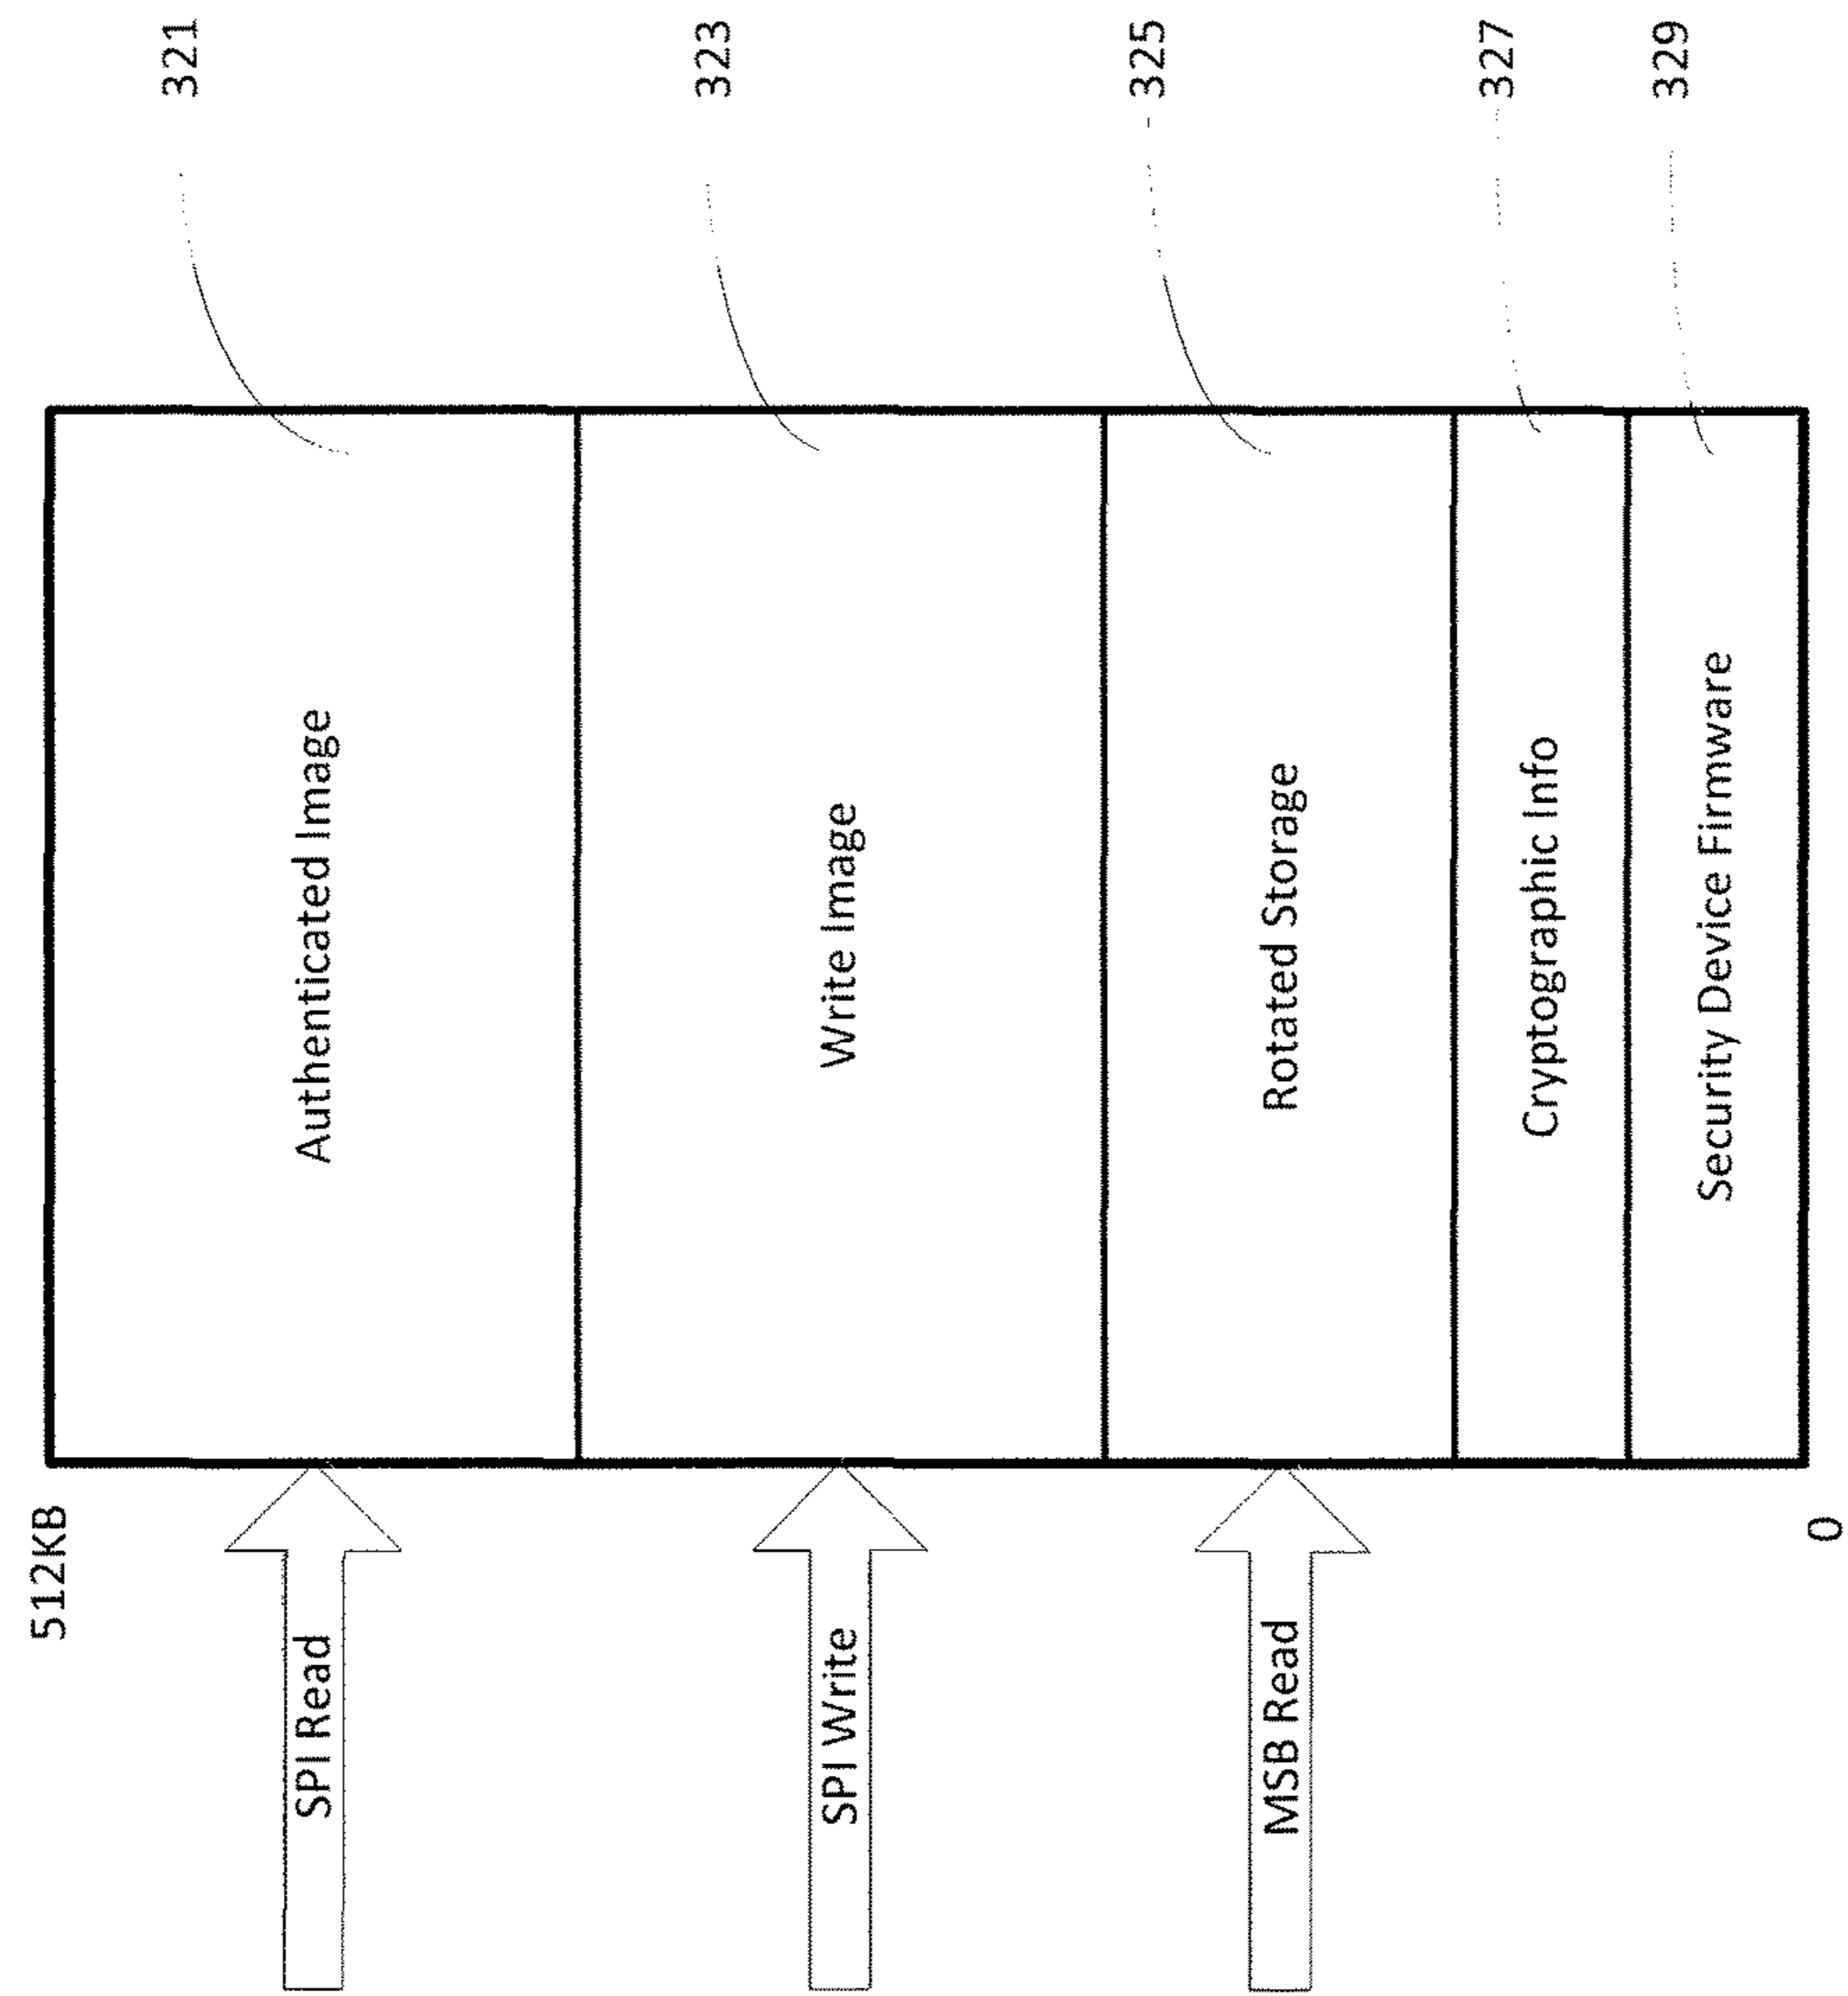 512KB
SPI Read
Authenticated Image
321
SPI Write
Write Image
323
MSB Read
Rotated Storage
325
Cryptographic Info
327
Security Device Firmware
329
0